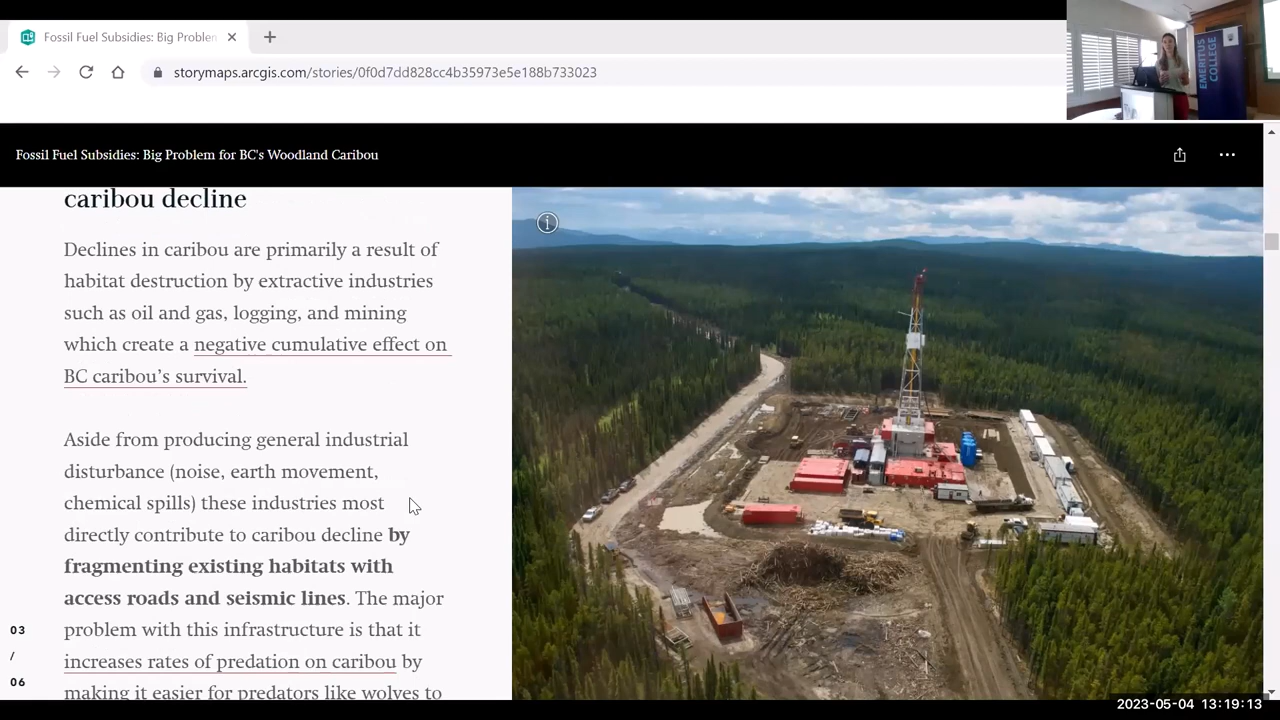 Fossil Fuel Subsidies: Big Problem
EMERITUS
COLLEGE
Fossil Fuel Subsidies: Big Problem for BC's Woodland Caribou
caribou decline
Declines in caribou are primarily a result of
habitat destruction by extractive industries
such as oil and gas, logging, and mining
which create a negative cumulative effect on
BC caribou’s survival.
Aside from producing general industrial
disturbance (noise, earth movement,
chemical spills) these industries most
directly contribute to caribou decline by
fragmenting existing habitats with
access roads and seismic lines. The major
problem with this infrastructure is that it
increases rates of predation on caribou by
making it easier for predators like wolves to
03
/
06
2023-05-04 13:19:13